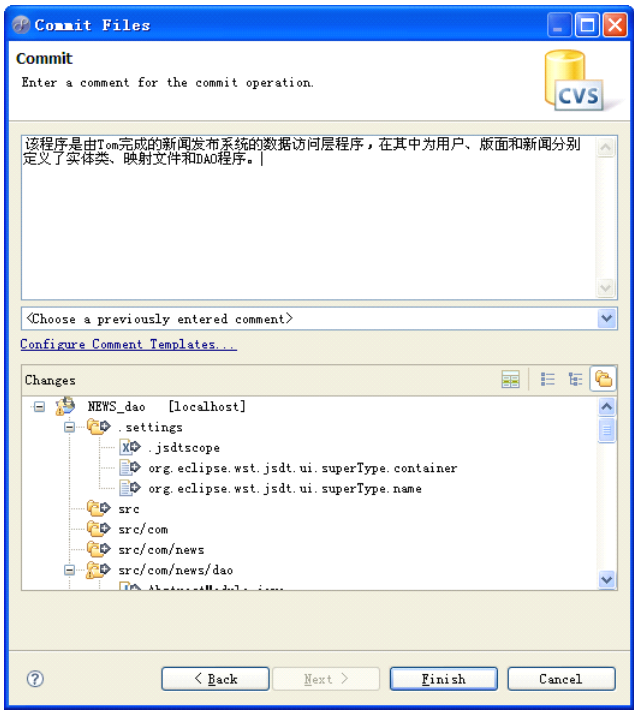 Commit Files
Commit
Enter a comment for the commit operation.
CVS
该程序是由Tom完成的新闻发布系统的数据访问层程序，在其中为用户、版面和新闻分别
定义了实体类、映射文件和DAO程序。
<Choose a previously entered comment>
Configure Comment Templates...
Changes
NEWS_dao [localhost]
.settings
.jsdtscope
org.eclipse.wst.jsdt.ui.superType.container
org.eclipse.wst.jsdt.ui.superType.name
src
src/com
src/com/news
src/com/news/dao
< Back
Next >
Finish
Cancel